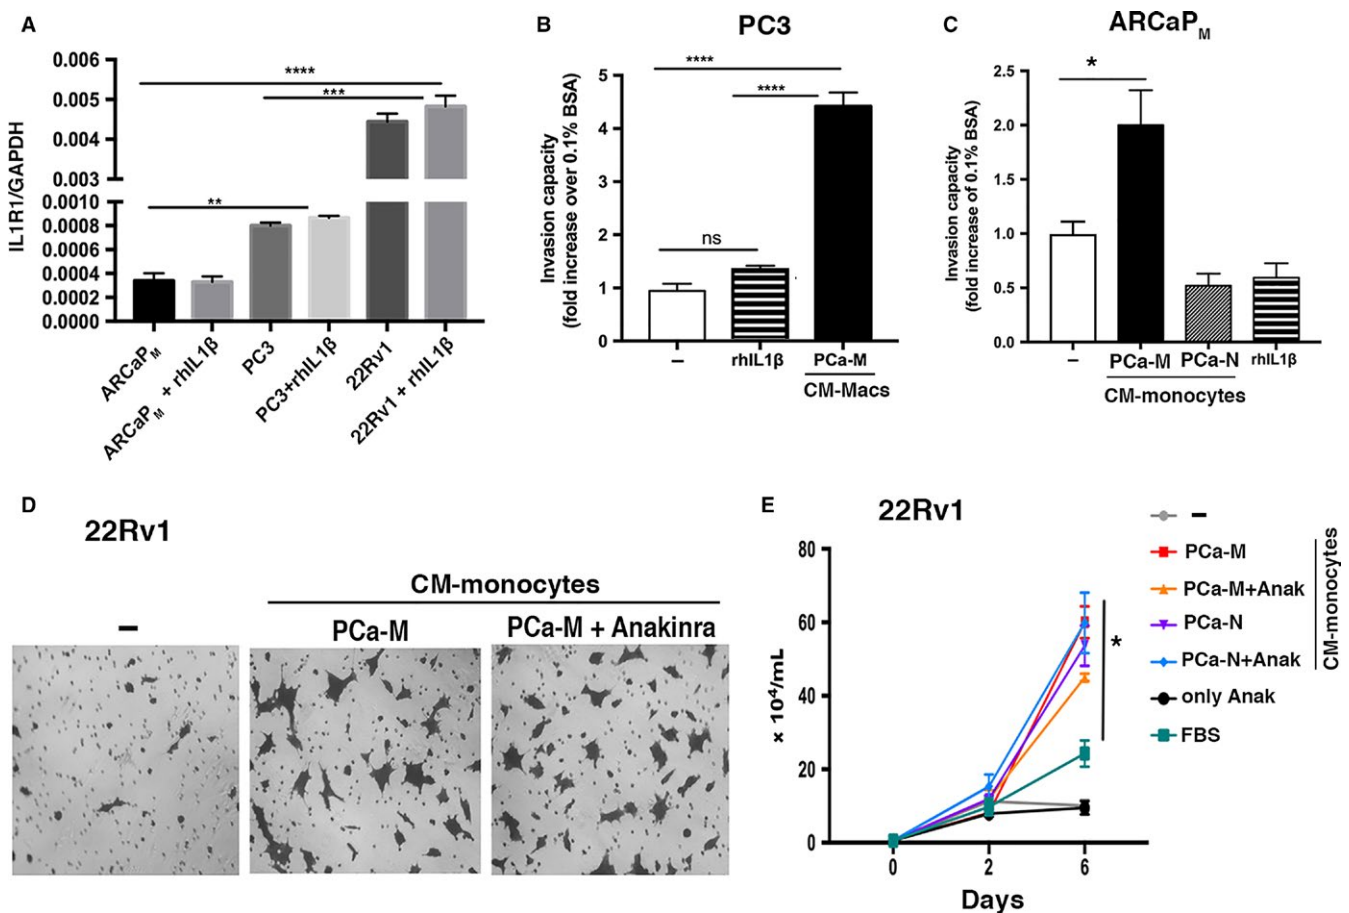 A
IL1R1/GAPDH
0.006
0.005
0.004
0.003
0.0010
0.0008
0.0006
0.0004
0.0002
0.0000
****
***
**
ARCaP_M
ARCaP_M + rhIL1β
PC3
PC3+rhIL1β
22Rv1
22Rv1 + rhIL1β
B
PC3
Invasion capacity
(fold increase over 0.1% BSA)
5
4
3
2
1
0
****
****
ns
–
rhIL1β
PCa-M
CM-Macs
C
ARCaP_M
Invasion capacity
(fold increase of 0.1% BSA)
2.5
2.0
1.5
1.0
0.5
0.0
*
–
PCa-M
PCa-N
rhIL1β
CM-monocytes
D
22Rv1
CM-monocytes
–
PCa-M
PCa-M + Anakinra
E
22Rv1
× 10⁴/mL
80
60
40
20
0
*
0
2
6
Days
–
PCa-M
PCa-M+Anak
PCa-N
PCa-N+Anak
only Anak
FBS
CM-monocytes